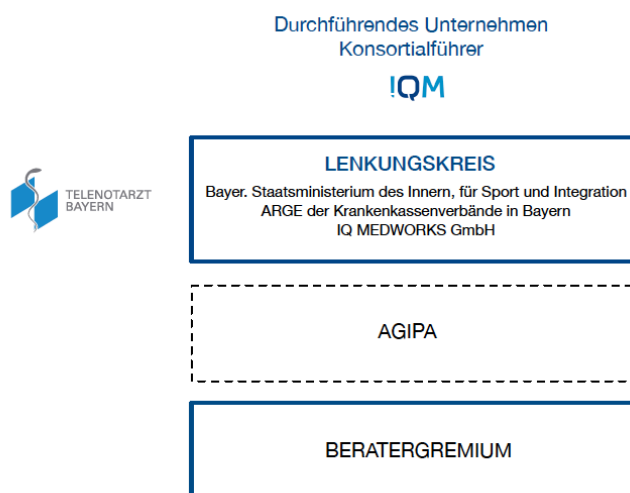 Durchführendes Unternehmen
Konsortialführer
!QM
TELENOTARZT
BAYERN
LENKUNGSKREIS
Bayer. Staatsministerium des Innern, für Sport und Integration
ARGE der Krankenkassenverbände in Bayern
IQ MEDWORKS GmbH
AGIPA
BERATERGREMIUM